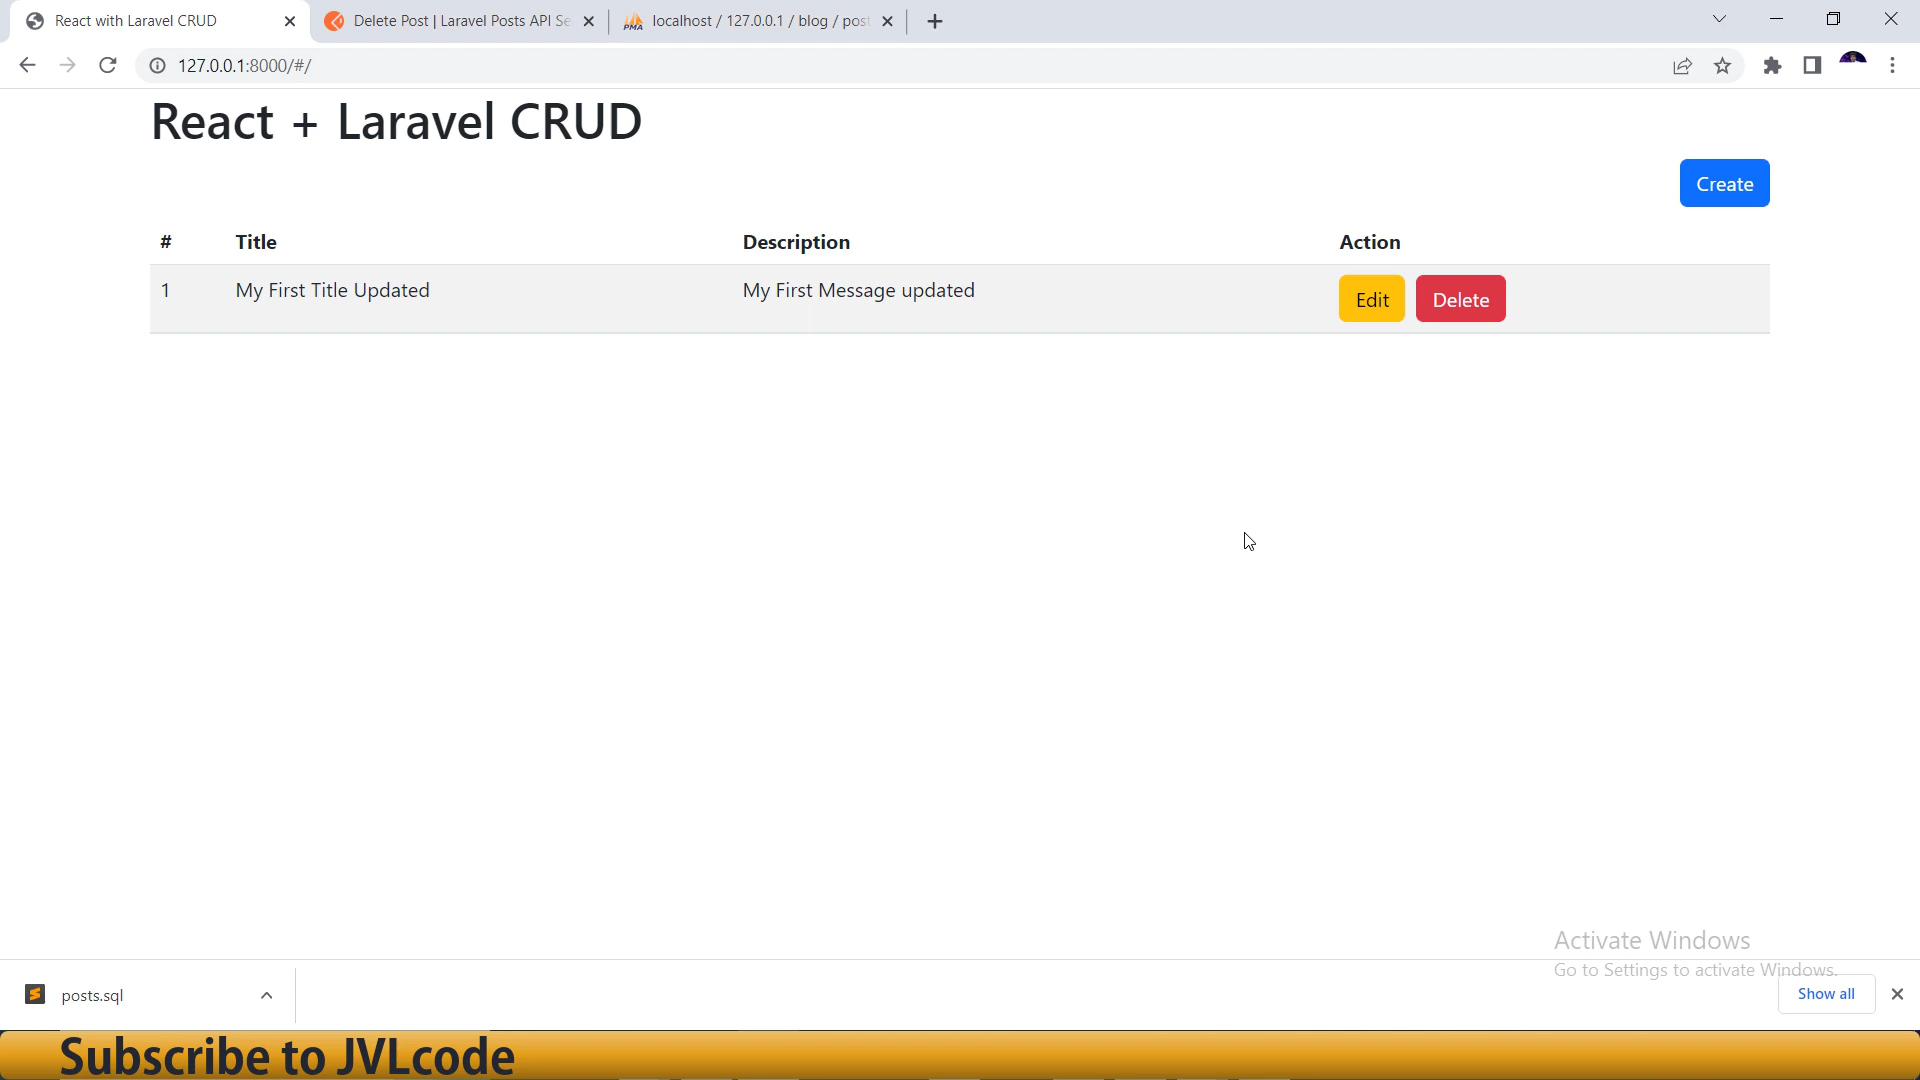 React with Laravel CRUD
Delete Post | Laravel Posts API Se
localhost / 127.0.0.1 / blog / post
127.0.0.1:8000/#/
React + Laravel CRUD
Create
# Title Description Action
1 My First Title Updated My First Message updated Edit Delete
Activate Windows
Go to Settings to activate Windows.
posts.sql
Show all
Subscribe to JVLcode